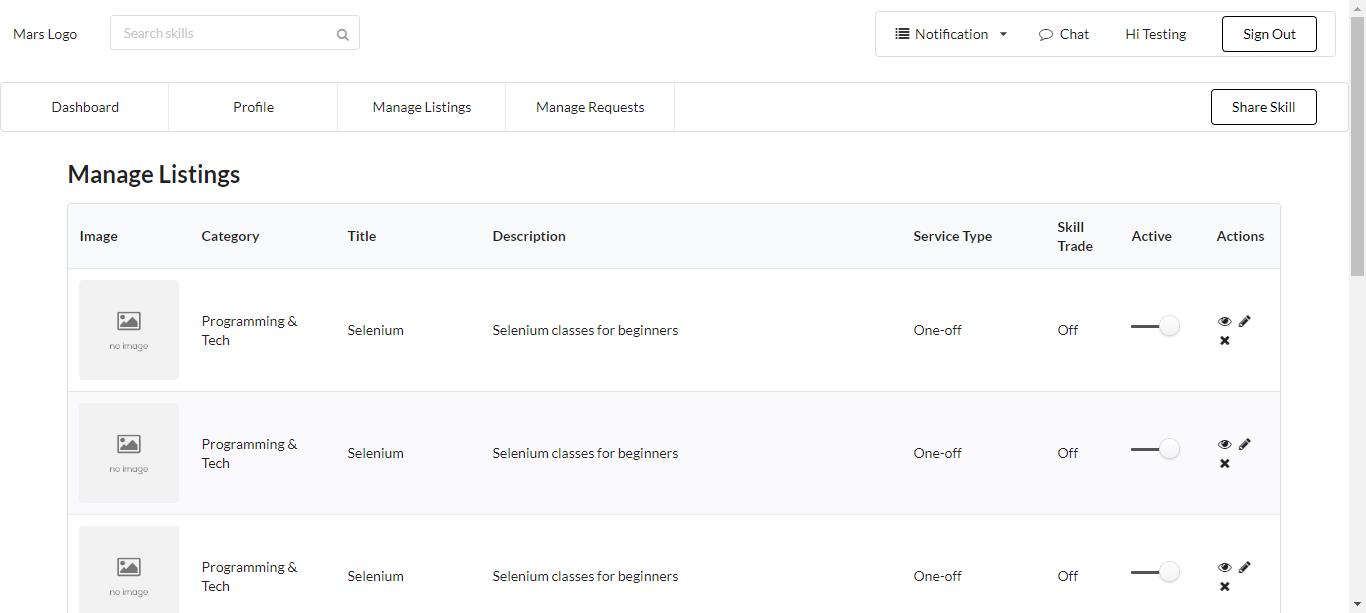 Mars Logo
Search skills
Notification
Chat
Hi Testing
Sign Out
Dashboard
Profile
Manage Listings
Manage Requests
Share Skill
Manage Listings
Image
Category
Title
Description
Service Type
Skill
Trade
Active
Actions
no image
Programming &
Tech
Selenium
Selenium classes for beginners
One-off
Off
no image
Programming &
Tech
Selenium
Selenium classes for beginners
One-off
Off
no image
Programming &
Tech
Selenium
Selenium classes for beginners
One-off
Off